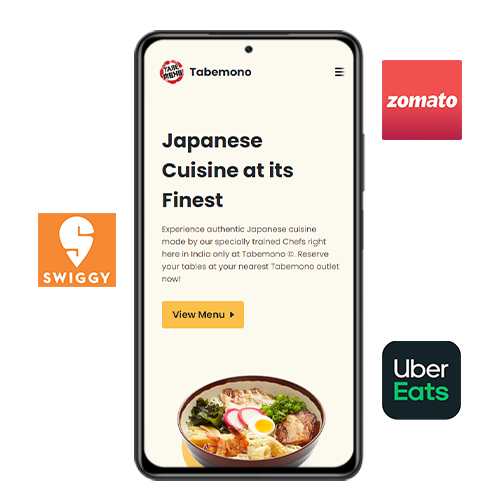 Tabemono
zomato
Japanese
Cuisine at its
Finest
Experience authentic Japanese cuisine
made by our specially trained Chefs right
here in India only at Tabemono ©. Reserve
your tables at your nearest Tabemono outlet
now!
SWIGGY
View Menu
Uber
Eats